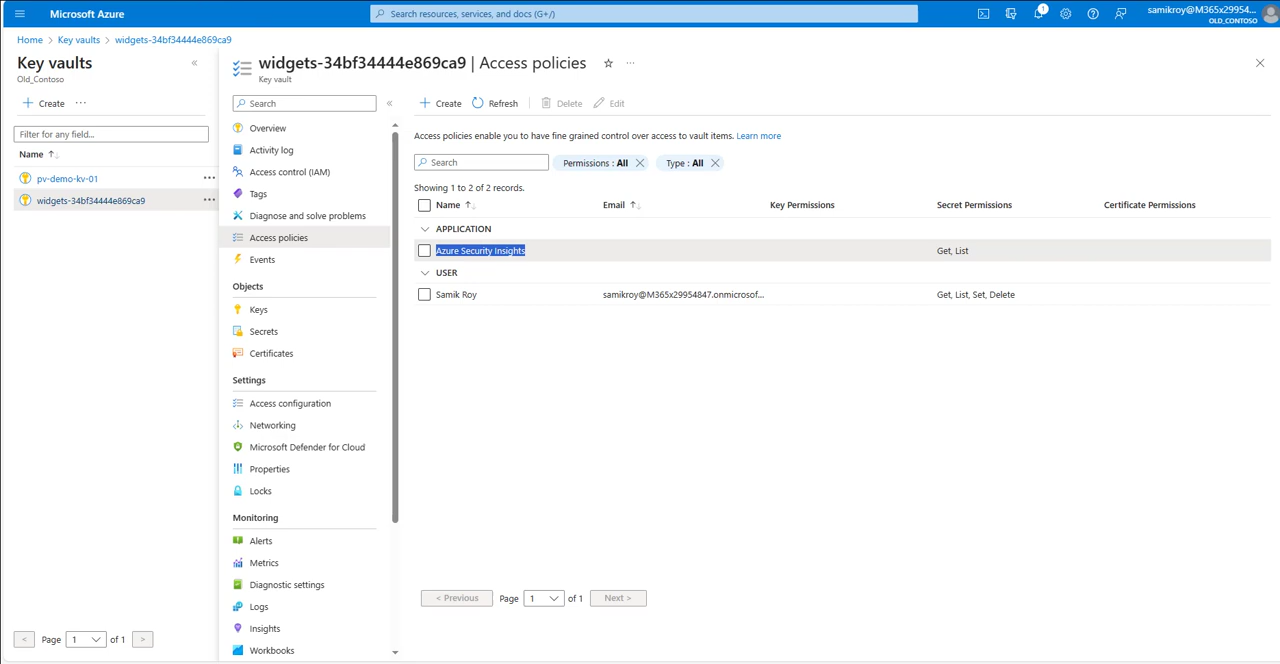 Microsoft Azure
Search resources, services, and docs (G+/)
1
samikroy@M365x29954...
OLD_CONTOSO
Home > Key vaults > widgets-34bf34444e869ca9
Key vaults
Old_Contoso
Create
Filter for any field...
Name
pv-demo-kv-01
widgets-34bf34444e869ca9
< Page 1 of 1 >
widgets-34bf34444e869ca9 | Access policies
Key vault
Search
Overview
Activity log
Access control (IAM)
Tags
Diagnose and solve problems
Access policies
Events
Objects
Keys
Secrets
Certificates
Settings
Access configuration
Networking
Microsoft Defender for Cloud
Properties
Locks
Monitoring
Alerts
Metrics
Diagnostic settings
Logs
Insights
Workbooks
Create Refresh Delete Edit
Access policies enable you to have fine grained control over access to vault items. Learn more
Search Permissions : All Type : All
Showing 1 to 2 of 2 records.
Name Email Key Permissions Secret Permissions Certificate Permissions
APPLICATION
Azure Security Insights Get, List
USER
Samik Roy samikroy@M365x29954847.onmicrosof... Get, List, Set, Delete
< Previous Page 1 of 1 Next >